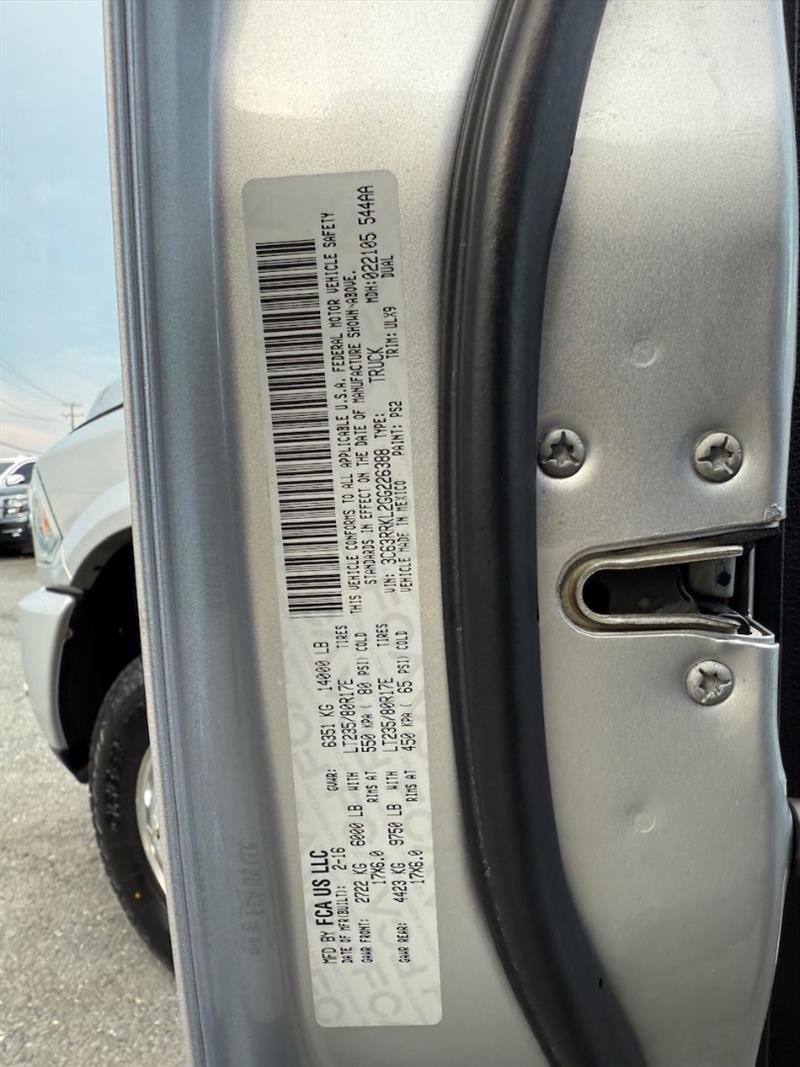 MFD BY FCA US LLC
DATE OF MFR(BUILT): 2-16 GVWR: 6351 KG 14000 LB
GAWR FRONT: 2722 KG 6000 LB WITH LT235/80R17E TIRES
17X6.0 RIMS AT 550 KPA ( 80 PSI) COLD
GAWR REAR: 4423 KG 9750 LB WITH LT235/80R17E TIRES
17X6.0 RIMS AT 450 KPA ( 65 PSI) COLD
THIS VEHICLE CONFORMS TO ALL APPLICABLE U.S.A. FEDERAL MOTOR VEHICLE SAFETY
STANDARDS IN EFFECT ON THE DATE OF MANUFACTURE SHOWN ABOVE.
VIN: 3C63RRKL2GG226388 TYPE: TRUCK MDH:022105 544AA
VEHICLE MADE IN MEXICO PAINT: PS2 TRIM: ULX9 DUAL